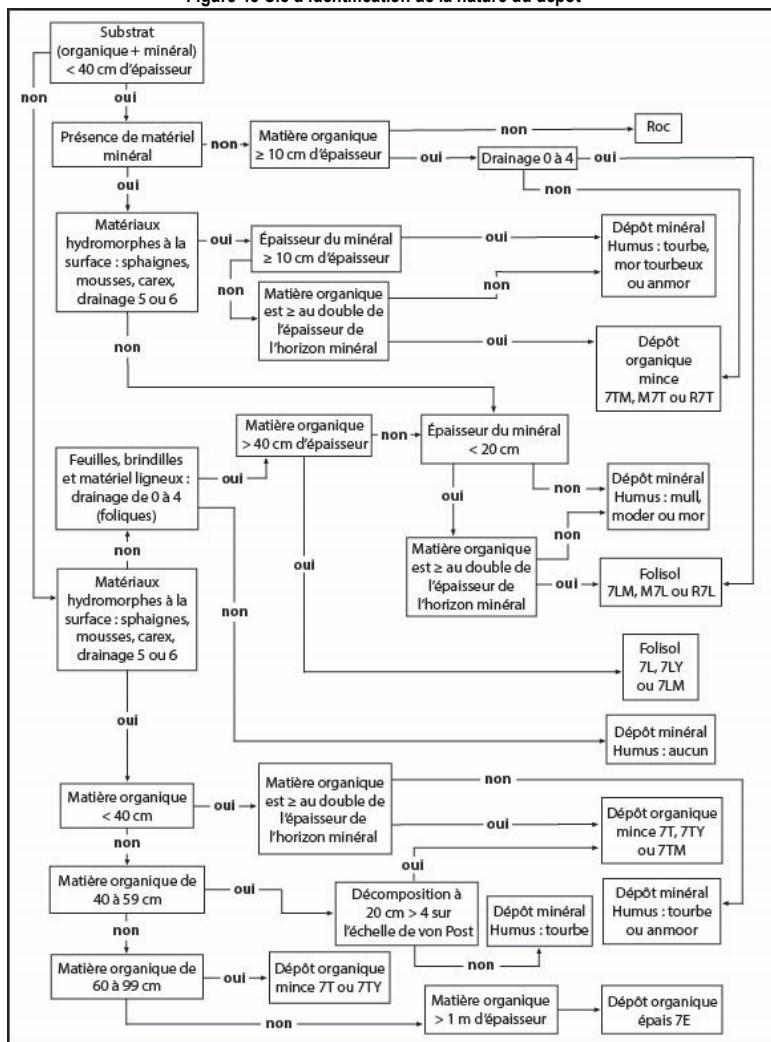 Figure 40 Clé d'identification de la nature du dépôt
Substrat
(organique + minéral)
< 40 cm d'épaisseur
non
oui
Présence de matériel
minéral
non
Matière organique
≥ 10 cm d'épaisseur
non
Roc
oui
Drainage 0 à 4
oui
non
oui
Matériaux
hydromorphes à la
surface : sphaignes,
mousses, carex,
drainage 5 ou 6
oui
Épaisseur du minéral
≥ 10 cm d'épaisseur
oui
Dépôt minéral
Humus : tourbe,
mor tourbeux
ou anmor
non
Matière organique
est ≥ au double de
l'épaisseur de
l'horizon minéral
non
oui
Dépôt
organique
mince
7TM, M7T ou R7T
non
Feuilles, brindilles
et matériel ligneux :
drainage de 0 à 4
(foliques)
oui
Matière organique
> 40 cm d'épaisseur
non
Épaisseur du minéral
< 20 cm
non
Dépôt minéral
Humus : mull,
moder ou mor
oui
Matière organique
est ≥ au double de
l'épaisseur de
l'horizon minéral
non
oui
Folisol
7LM, M7L ou R7L
oui
Folisol
7L, 7LY
ou 7LM
non
Dépôt minéral
Humus : aucun
non
Matériaux
hydromorphes à la
surface : sphaignes,
mousses, carex,
drainage 5 ou 6
oui
Matière organique
< 40 cm
oui
Matière organique
est ≥ au double de
l'épaisseur de
l'horizon minéral
non
oui
Dépôt organique
mince 7T, 7TY
ou 7TM
Dépôt minéral
Humus : tourbe
ou anmoor
non
Matière organique de
40 à 59 cm
oui
Décomposition à
20 cm > 4 sur
l'échelle de von Post
oui
non
Dépôt minéral
Humus : tourbe
non
Matière organique de
60 à 99 cm
oui
Dépôt organique
mince 7T ou 7TY
non
Matière organique
> 1 m d'épaisseur
Dépôt organique
épais 7E